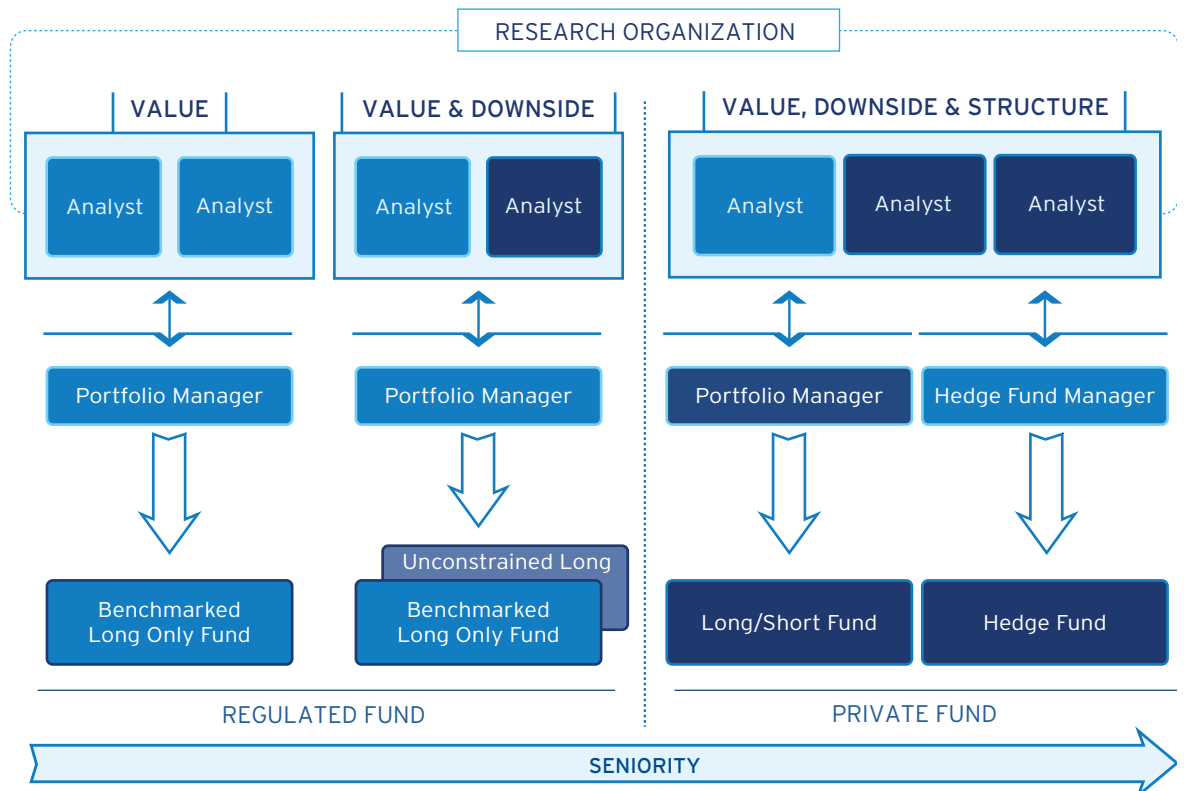 RESEARCH ORGANIZATION
VALUE
VALUE & DOWNSIDE
VALUE, DOWNSIDE & STRUCTURE
Analyst
Analyst
Analyst
Analyst
Analyst
Analyst
Analyst
Portfolio Manager
Portfolio Manager
Portfolio Manager
Hedge Fund Manager
Benchmarked
Long Only Fund
Unconstrained Long
Benchmarked
Long Only Fund
Long/Short Fund
Hedge Fund
REGULATED FUND
PRIVATE FUND
SENIORITY